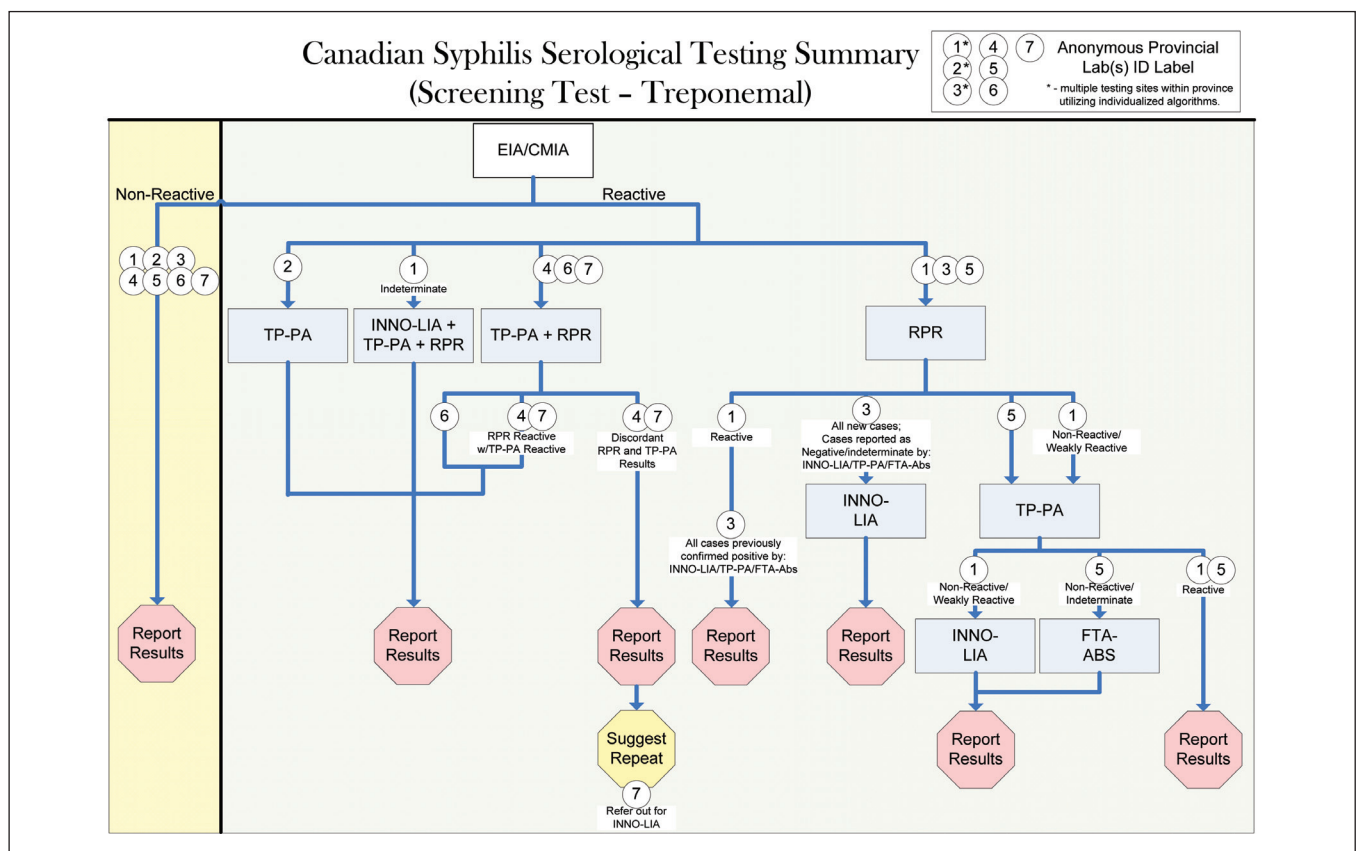 Canadian Syphilis Serological Testing Summary
(Screening Test – Treponemal)
1* 4 7
2* 5
3* 6
Anonymous Provincial
Lab(s) ID Label
* - multiple testing sites within province
utilizing individualized algorithms.
EIA/CMIA
Non-Reactive
Reactive
1 2 3
4 5 6 7
2
1
Indeterminate
4 6 7
1 3 5
TP-PA
INNO-LIA +
TP-PA + RPR
TP-PA + RPR
RPR
6
4 7
RPR Reactive
w/TP-PA Reactive
4 7
Discordant
RPR and TP-PA
Results
1
Reactive
3
All new cases;
Cases reported as
Negative/indeterminate by:
INNO-LIA/TP-PA/FTA-Abs
5
1
Non-Reactive/
Weakly Reactive
INNO-
LIA
TP-PA
3
All cases previously
confirmed positive by:
INNO-LIA/TP-PA/FTA-Abs
1
Non-Reactive/
Weakly Reactive
5
Non-Reactive/
Indeterminate
1 5
Reactive
INNO-
LIA
FTA-
ABS
Report
Results
Report
Results
Report
Results
Report
Results
Report
Results
Suggest
Repeat
7
Refer out for
INNO-LIA
Report
Results
Report
Results